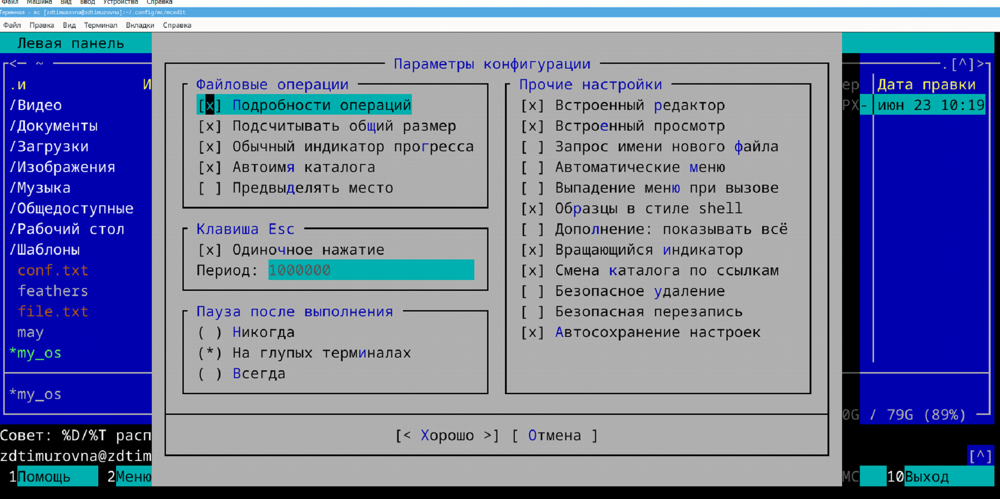 Файл Машина Вид Ввод Устройства Справка
Терминал - mc [zdtimurovna@zdtimurovna]:~/.config/mc/mcedit
Файл Правка Вид Терминал Вкладки Справка
Левая панель
<— ~
.[^]>
.и И
/Видео
/Документы
/Загрузки
/Изображения
/Музыка
/Общедоступные
/Рабочий стол
/Шаблоны
conf.txt
feathers
file.txt
may
*my_os
*my_os
Параметры конфигурации
Файловые операции
[x] Подробности операций
[x] Подсчитывать общий размер
[x] Обычный индикатор прогресса
[x] Автоимя каталога
[ ] Предвыделять место
Клавиша Esc
[x] Одиночное нажатие
Период: 1000000
Пауза после выполнения
( ) Никогда
(*) На глупых терминалах
( ) Всегда
Прочие настройки
[x] Встроенный редактор
[x] Встроенный просмотр
[ ] Запрос имени нового файла
[ ] Автоматические меню
[ ] Выпадение меню при вызове
[x] Образцы в стиле shell
[ ] Дополнение: показывать всё
[x] Вращающийся индикатор
[x] Смена каталога по ссылкам
[ ] Безопасное удаление
[ ] Безопасная перезапись
[x] Автосохранение настроек
[< Хорошо >] [ Отмена ]
ер Дата правки
РХ- июн 23 10:19
0G / 79G (89%)
Совет: %D/%T расп
zdtimurovna@zdtim
[^]
1Помощь 2Меню
МС 10Выход